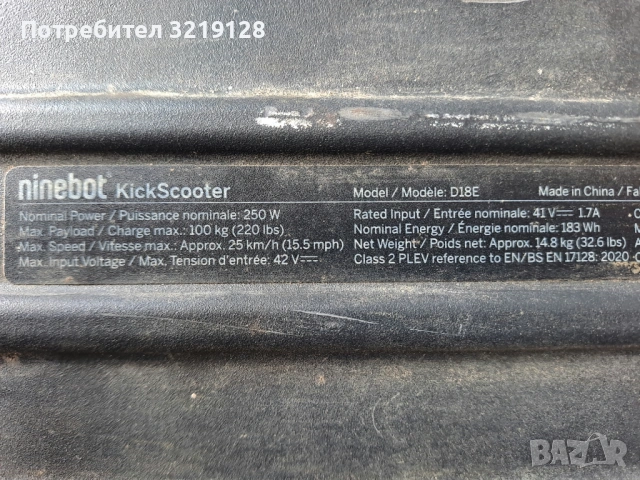 Потребител 3219128
ninebot KickScooter
Model / Modèle: D18E
Made in China / Fa
Nominal Power / Puissance nominale: 250 W
Max. Payload / Charge max.: 100 kg (220 lbs)
Max. Speed / Vitesse max.: Approx. 25 km/h (15.5 mph)
Max. Input Voltage / Max. Tension d'entrée: 42 V⎓
Rated Input / Entrée nominale: 41 V⎓ 1.7A
Nominal Energy / Énergie nominale: 183 Wh
Net Weight / Poids net: Approx. 14.8 kg (32.6 lbs)
Class 2 PLEV reference to EN/BS EN 17128: 2020
BAZAR